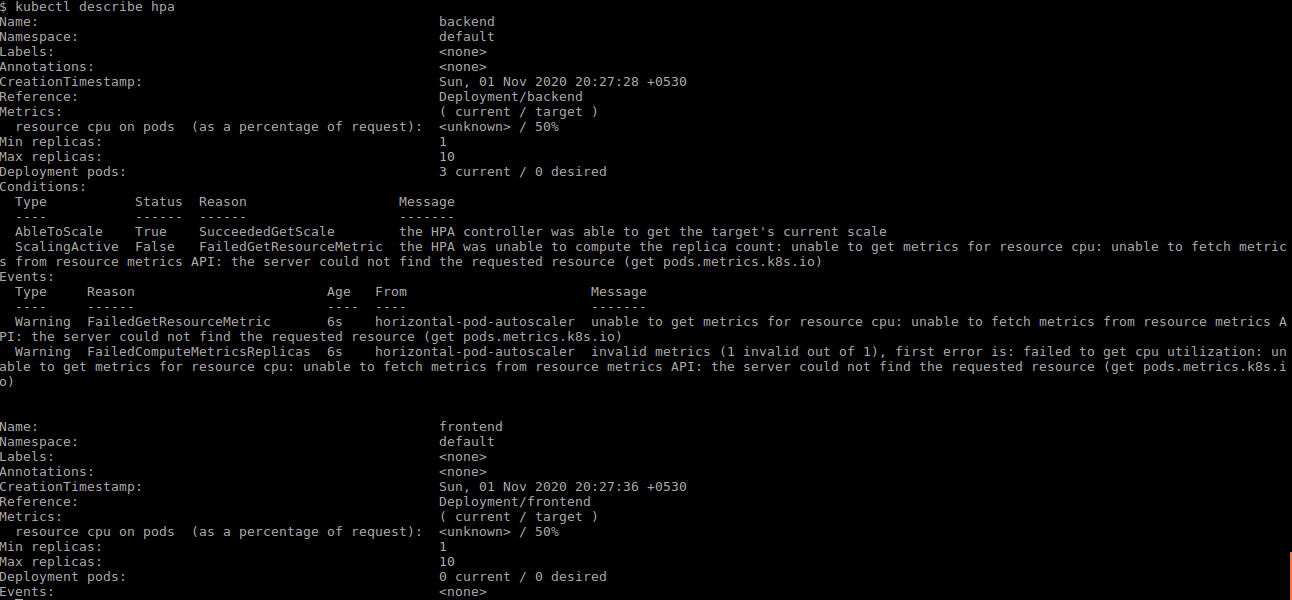 $ kubectl describe hpa
Name:                                                  backend
Namespace:                                             default
Labels:                                                <none>
Annotations:                                           <none>
CreationTimestamp:                                     Sun, 01 Nov 2020 20:27:28 +0530
Reference:                                             Deployment/backend
Metrics:                                               ( current / target )
  resource cpu on pods  (as a percentage of request):  <unknown> / 50%
Min replicas:                                          1
Max replicas:                                          10
Deployment pods:                                       3 current / 0 desired
Conditions:
  Type           Status  Reason                   Message
  ----           ------  ------                   -------
  AbleToScale    True    SucceededGetScale        the HPA controller was able to get the target's current scale
  ScalingActive  False   FailedGetResourceMetric  the HPA was unable to compute the replica count: unable to get metrics for resource cpu: unable to fetch metric
s from resource metrics API: the server could not find the requested resource (get pods.metrics.k8s.io)
Events:
  Type     Reason                        Age   From                       Message
  ----     ------                        ----  ----                       -------
  Warning  FailedGetResourceMetric       6s    horizontal-pod-autoscaler  unable to get metrics for resource cpu: unable to fetch metrics from resource metrics A
PI: the server could not find the requested resource (get pods.metrics.k8s.io)
  Warning  FailedComputeMetricsReplicas  6s    horizontal-pod-autoscaler  invalid metrics (1 invalid out of 1), first error is: failed to get cpu utilization: un
able to get metrics for resource cpu: unable to fetch metrics from resource metrics API: the server could not find the requested resource (get pods.metrics.k8s.i
o)
Name:                                                  frontend
Namespace:                                             default
Labels:                                                <none>
Annotations:                                           <none>
CreationTimestamp:                                     Sun, 01 Nov 2020 20:27:36 +0530
Reference:                                             Deployment/frontend
Metrics:                                               ( current / target )
  resource cpu on pods  (as a percentage of request):  <unknown> / 50%
Min replicas:                                          1
Max replicas:                                          10
Deployment pods:                                       0 current / 0 desired
Events:                                                <none>